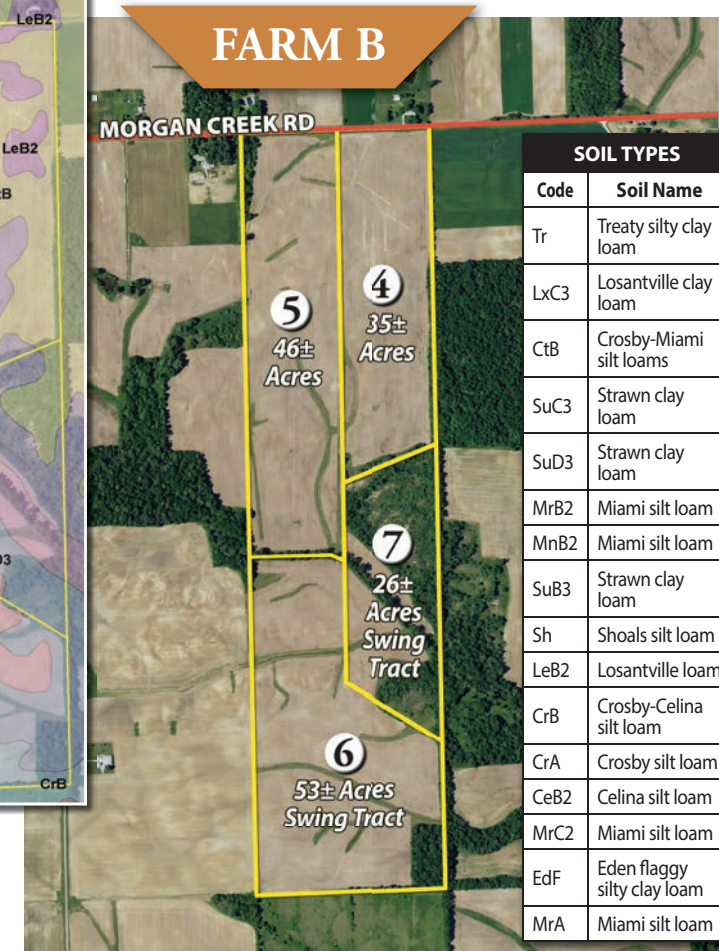 FARM B
LeB2
LeB2
B
03
CrB
MORGAN CREEK RD
5
46±
Acres
4
35±
Acres
7
26±
Acres
Swing
Tract
6
53± Acres
Swing Tract
SOIL TYPES
Code Soil Name
Tr Treaty silty clay
loam
LxC3 Losantville clay
loam
CtB Crosby-Miami
silt loams
SuC3 Strawn clay
loam
SuD3 Strawn clay
loam
MrB2 Miami silt loam
MnB2 Miami silt loam
SuB3 Strawn clay
loam
Sh Shoals silt loam
LeB2 Losantville loam
CrB Crosby-Celina
silt loam
CrA Crosby silt loam
CeB2 Celina silt loam
MrC2 Miami silt loam
EdF Eden flaggy
silty clay loam
MrA Miami silt loam